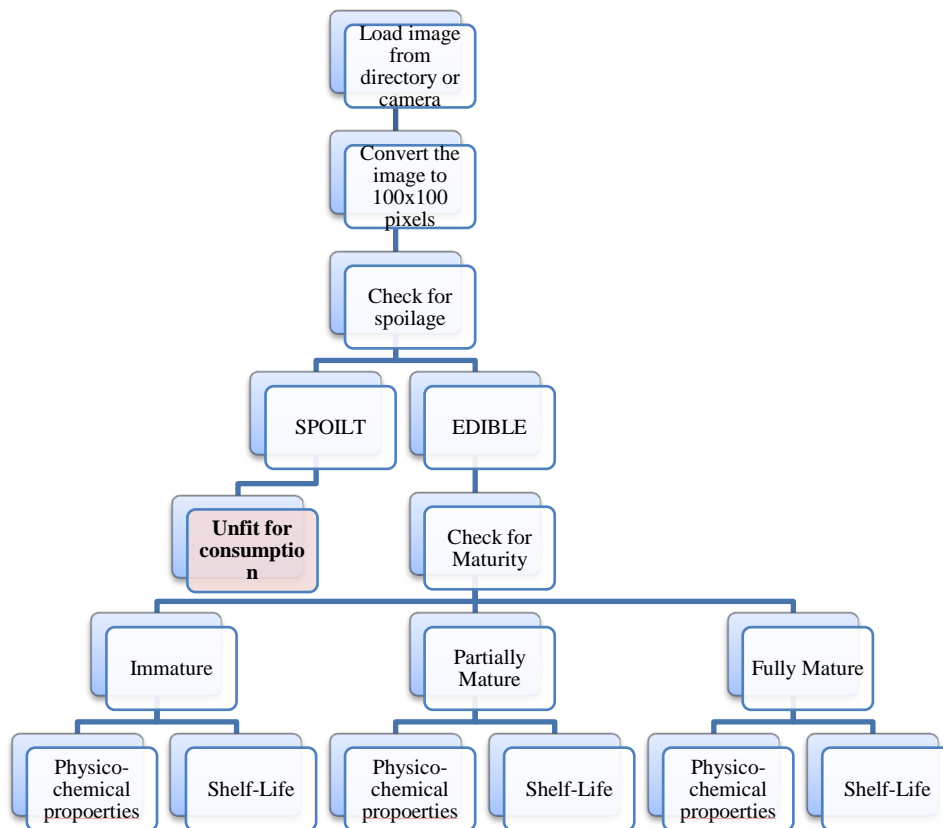 Load image
from
directory or
camera
Convert the
image to
100x100
pixels
Check for
spoilage
SPOILT
EDIBLE
Unfit for
consumptio
n
Check for
Maturity
Immature
Partially
Mature
Fully Mature
Physico-
chemical
propoerties
Shelf-Life
Physico-
chemical
propoerties
Shelf-Life
Physico-
chemical
propoerties
Shelf-Life